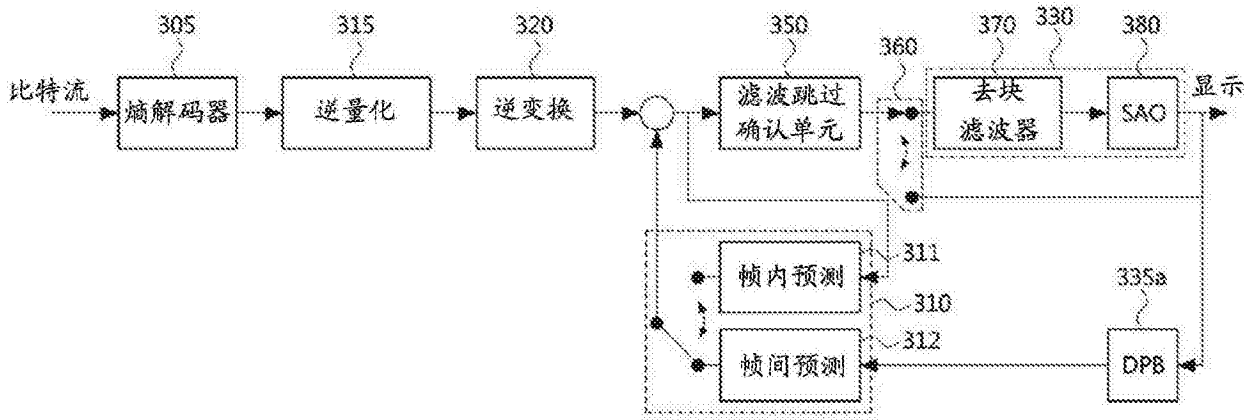 305
315
320
350
360
370
330
380
比特流
熵解码器
逆量化
逆变换
滤波跳过
确认单元
去块
滤波器
SAO
显示
帧内预测
311
310
帧间预测
312
335a
DPB